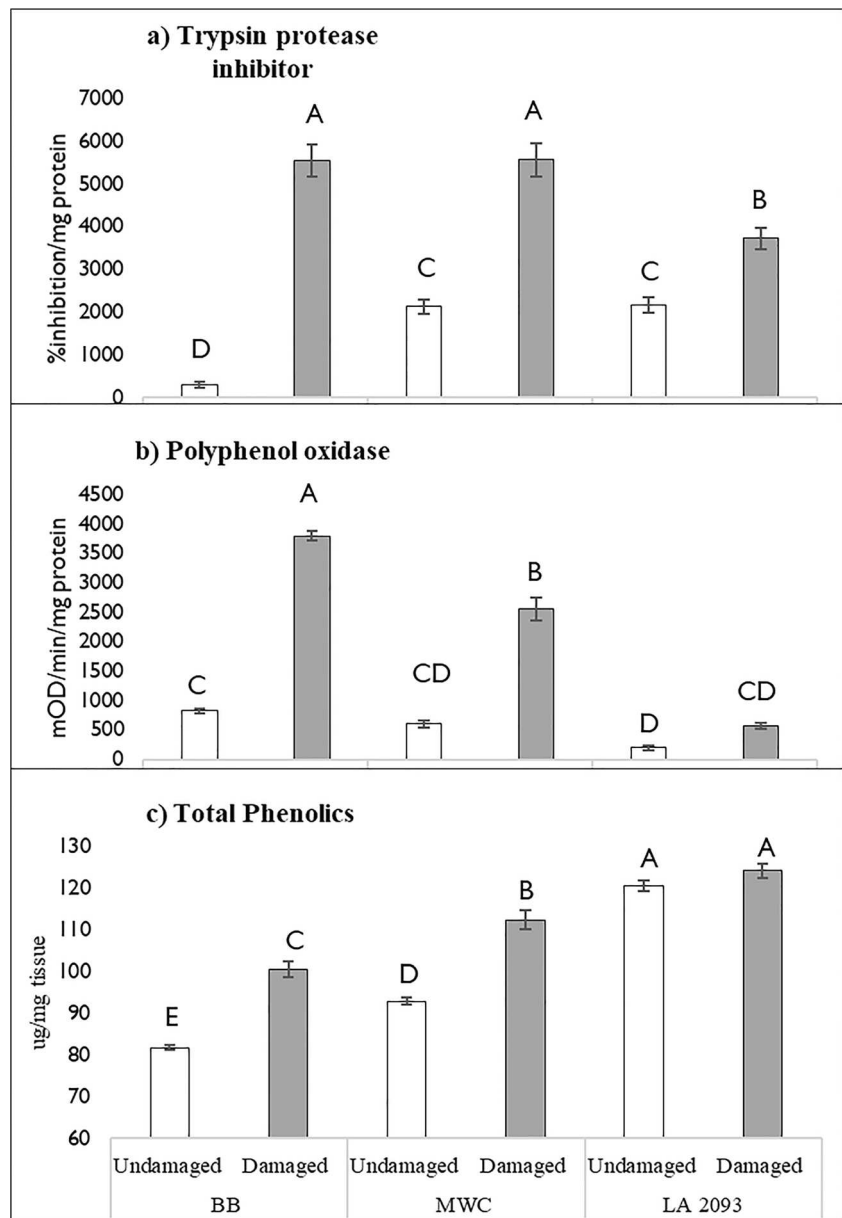 a) Trypsin protease
inhibitor
%inhibition/mg protein
7000
6000
5000
4000
3000
2000
1000
0
D
A
C
A
C
B
b) Polyphenol oxidase
mOD/min/mg protein
4500
4000
3500
3000
2500
2000
1500
1000
500
0
C
A
CD
B
D
CD
c) Total Phenolics
ug/mg tissue
130
120
110
100
90
80
70
60
E
C
D
B
A
A
Undamaged Damaged Undamaged Damaged Undamaged Damaged
BB MWC LA 2093